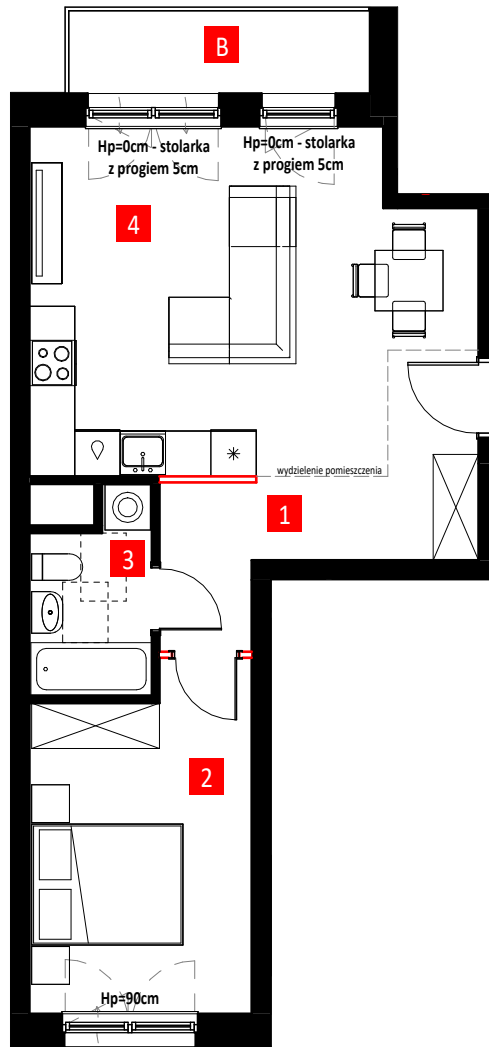 B
Hp=0cm - stolarka
z progiem 5cm
Hp=0cm - stolarka
z progiem 5cm
4
wydzielenie pomieszczenia
1
3
2
Hp=90cm